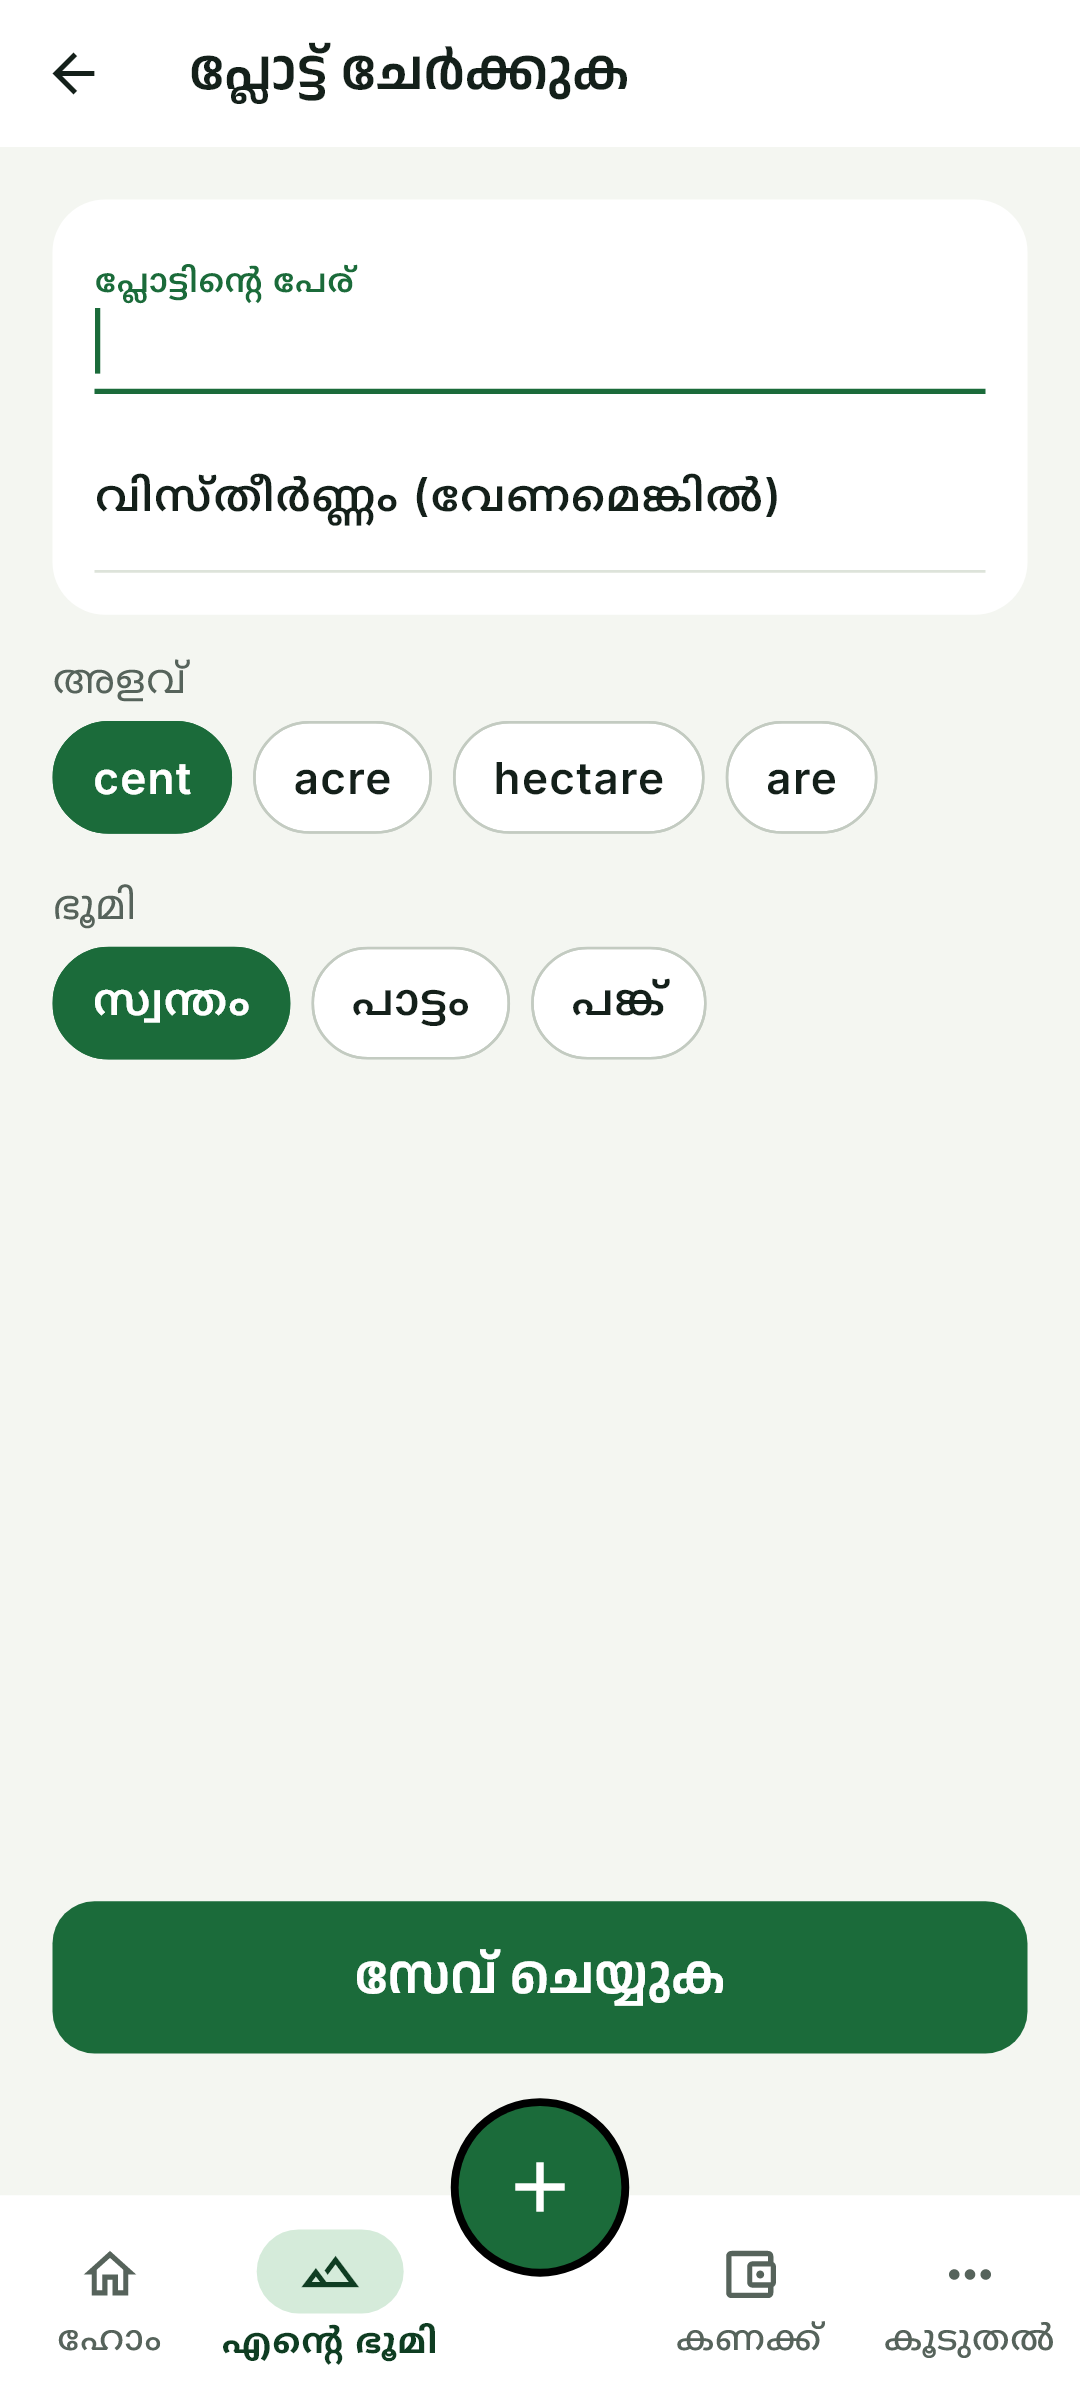 പ്ലോട്ട് ചേർക്കുക
പ്ലോട്ടിന്റെ പേര്
വിസ്തീർണ്ണം (വേണമെങ്കിൽ)
അളവ്
cent acre hectare are
ഭൂമി
സ്വന്തം പാട്ടം പങ്ക്
സേവ് ചെയ്യുക
ഹോം എന്റെ ഭൂമി കണക്ക് കൂടുതൽ